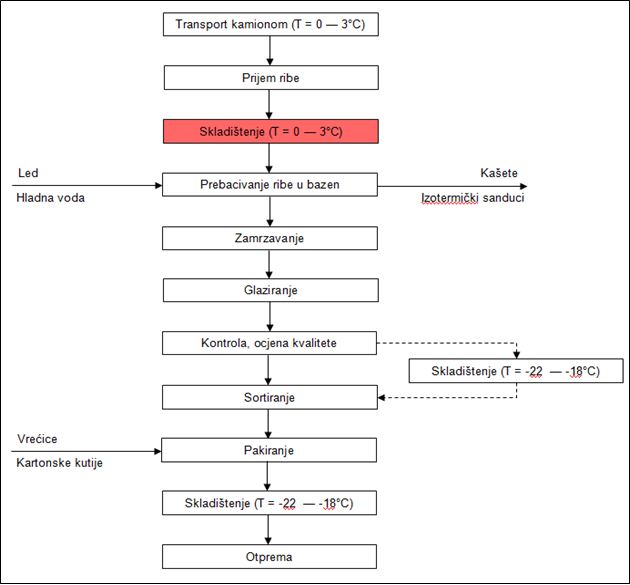 Transport kamionom (T = 0 — 3°C)
Prijem ribe
Skladištenje (T = 0 — 3°C)
Led
Hladna voda
Prebacivanje ribe u bazen
Kašete
Izotermički sanduci
Zamrzavanje
Glaziranje
Kontrola, ocjena kvalitete
Skladištenje (T = -22 — -18°C)
Sortiranje
Vrećice
Kartonske kutije
Pakiranje
Skladištenje (T = -22 — -18°C)
Otprema